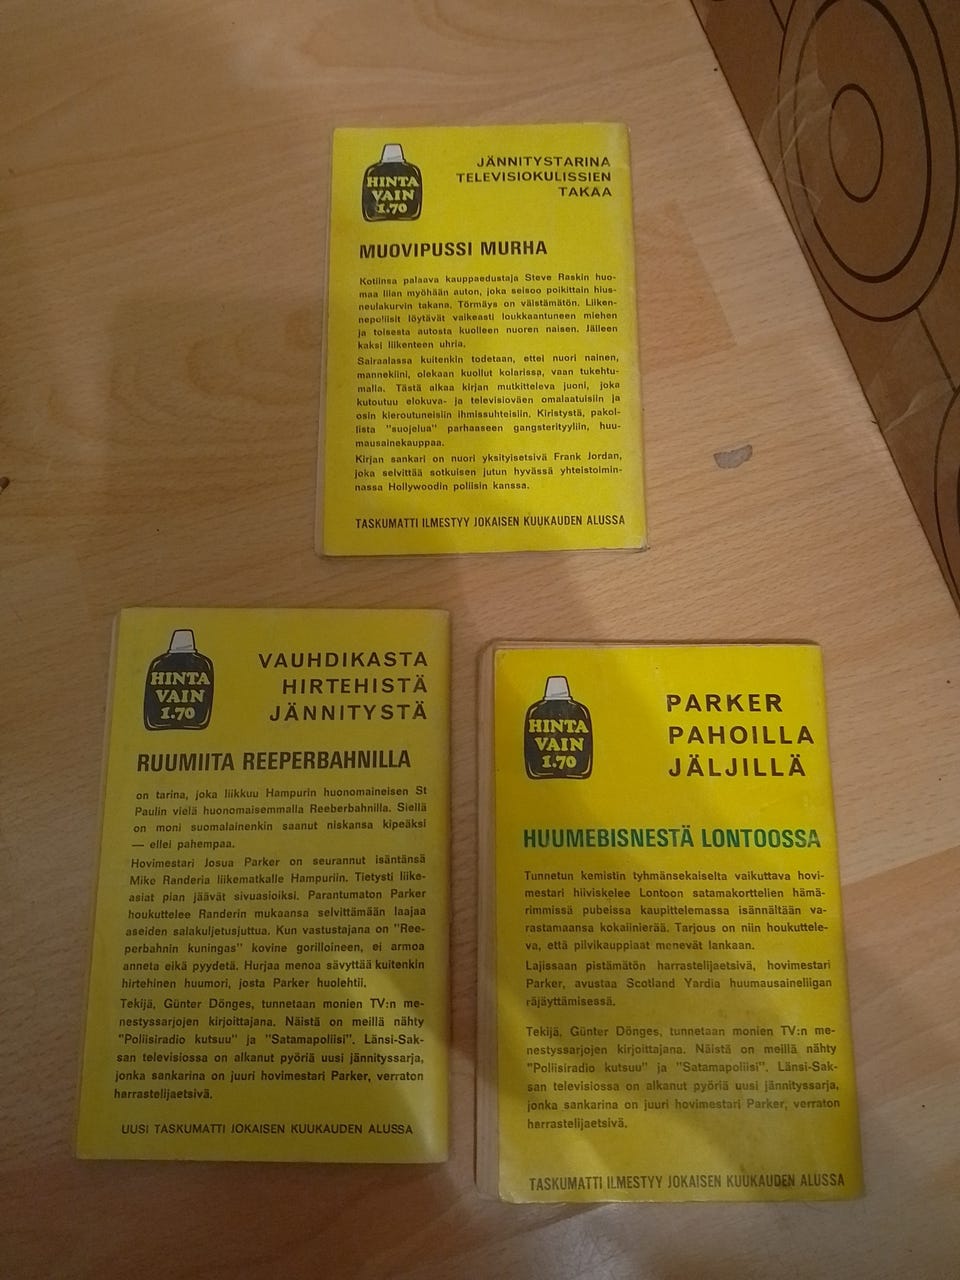 HINTA
VAIN
1.70
JÄNNITYSTARINA
TELEVISIOKULISSIEN
TAKAA
MUOVIPUSSI MURHA
Kotiinsa palaava kauppaedustaja Steve Raskin huo-
maa liian myöhään auton, joka seisoo poikittain hius-
neulakurvin takana. Törmäys on väistämätön. Liiken-
nepoliisit löytävät vaikeasti loukkaantuneen miehen
ja toisesta autosta kuolleen nuoren naisen. Jälleen
kaksi liikenteen uhria.
Sairaalassa kuitenkin todetaan, ettei nuori nainen,
mannekiini, olekaan kuollut kolarissa, vaan tukehtu-
malla. Tästä alkaa kirjan mutkitteleva juoni, joka
kutoutuu elokuva- ja televisioväen omalaatuisiin ja
osin kieroutuneisiin ihmissuhteisiin. Kiristystä, pakol-
lista "suojelua" parhaaseen gangsterityyliin, huu-
mausainekauppaa.
Kirjan sankari on nuori yksityisetsivä Frank Jordan,
joka selvittää sotkuisen jutun hyvässä yhteistoimin-
nassa Hollywoodin poliisin kanssa.
TASKUMATTI ILMESTYY JOKAISEN KUUKAUDEN ALUSSA
HINTA
VAIN
1.70
VAUHDIKASTA
HIRTEHISTÄ
JÄNNITYSTÄ
RUUMIITA REEPERBAHNILLA
on tarina, joka liikkuu Hampurin huonomaineisen St
Paulin vielä huonomaisemmalla Reeberbahnilla. Siellä
on moni suomalainenkin saanut niskansa kipeäksi
— ellei pahempaa.
Hovimestari Josua Parker on seurannut isäntänsä
Mike Randeria liikematkalle Hampuriin. Tietysti liike-
asiat pian jäävät sivuasioiksi. Parantumaton Parker
houkuttelee Randerin mukaansa selvittämään laajaa
aseiden salakuljetusjuttua. Kun vastustajana on "Ree-
perbahnin kuningas" kovine gorilloineen, ei armoa
anneta eikä pyydetä. Hurjaa menoa sävyttää kuitenkin
hirtehinen huumori, josta Parker huolehtii.
Tekijä, Günter Dönges, tunnetaan monien TV:n me-
nestyssarjojen kirjoittajana. Näistä on meillä nähty
"Poliisiradio kutsuu" ja "Satamapoliisi". Länsi-Sak-
san televisiossa on alkanut pyöriä uusi jännityssarja,
jonka sankarina on juuri hovimestari Parker, verraton
harrastelijaetsivä.
UUSI TASKUMATTI JOKAISEN KUUKAUDEN ALUSSA
HINTA
VAIN
1.70
PARKER
PAHOILLA
JÄLJILLÄ
HUUMEBISNESTÄ LONTOOSSA
Tunnetun kemistin tyhmänsekaiselta vaikuttava hovi-
mestari hiiviskelee Lontoon satamakorttelien hämä-
rimmissä pubeissa kaupittelemassa isännältään va-
rastamaansa kokaiinierää. Tarjous on niin houkuttele-
va, että pilvikauppiaat menevät lankaan.
Lajissaan pistämätön harrastelijaetsivä, hovimestari
Parker, avustaa Scotland Yardia huumausaineliigan
räjäyttämisessä.
Tekijä, Günter Dönges, tunnetaan monien TV:n me-
nestyssarjojen kirjoittajana. Näistä on meillä nähty
"Poliisiradio kutsuu" ja "Satamapoliisi". Länsi-Sak-
san televisiossa on alkanut pyöriä uusi jännityssarja,
jonka sankarina on juuri hovimestari Parker, verraton
harrastelijaetsivä.
TASKUMATTI ILMESTYY JOKAISEN KUUKAUDEN ALUSSA